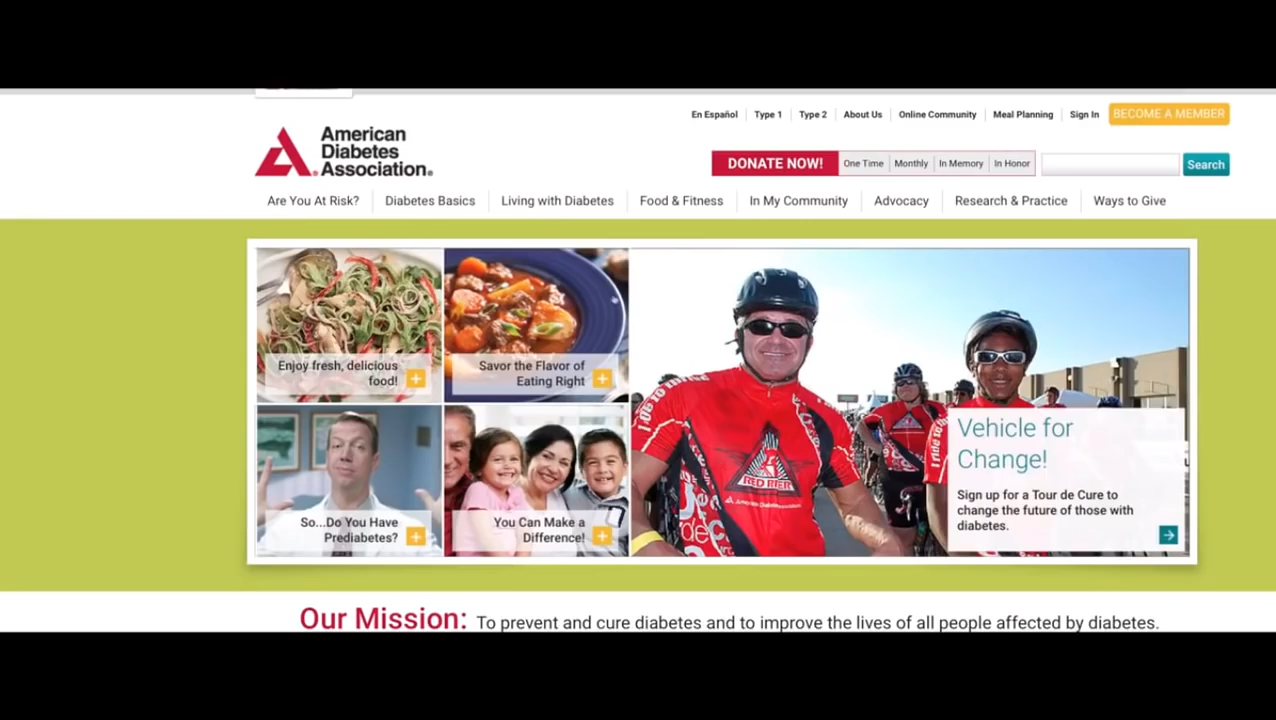 En Español Type 1 Type 2 About Us Online Community Meal Planning Sign In BECOME A MEMBER
American
Diabetes
Association®
DONATE NOW! One Time Monthly In Memory In Honor Search
Are You At Risk? Diabetes Basics Living with Diabetes Food & Fitness In My Community Advocacy Research & Practice Ways to Give
Enjoy fresh, delicious
food!
Savor the Flavor of
Eating Right
So...Do You Have
Prediabetes?
You Can Make a
Difference!
RED RIDER
American Diabetes Association
Vehicle for
Change!
Sign up for a Tour de Cure to
change the future of those with
diabetes.
Our Mission: To prevent and cure diabetes and to improve the lives of all people affected by diabetes.